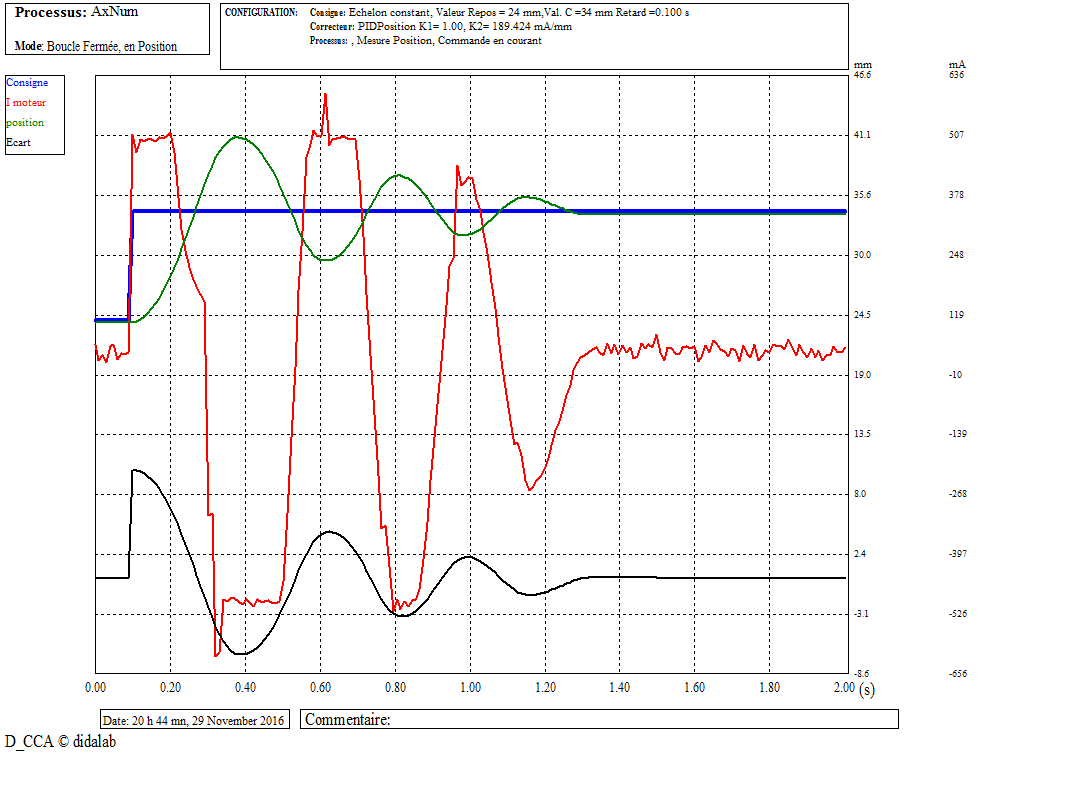 Processus: AxNum
Mode: Boucle Fermée, en Position
CONFIGURATION: Consigne: Echelon constant, Valeur Repos = 24 mm,Val. C =34 mm Retard =0.100 s
Correcteur: PIDPosition K1= 1.00, K2= 189.424 mA/mm
Processus: , Mesure Position, Commande en courant
Consigne
I moteur
position
Ecart
mm mA
46.6 636
41.1 507
35.6 378
30.0 248
24.5 119
19.0 -10
13.5 -139
8.0 -268
2.4 -397
-3.1 -526
-8.6 -656
0.00 0.20 0.40 0.60 0.80 1.00 1.20 1.40 1.60 1.80 2.00 (s)
Date: 20 h 44 mn, 29 November 2016 Commentaire:
D_CCA © didalab